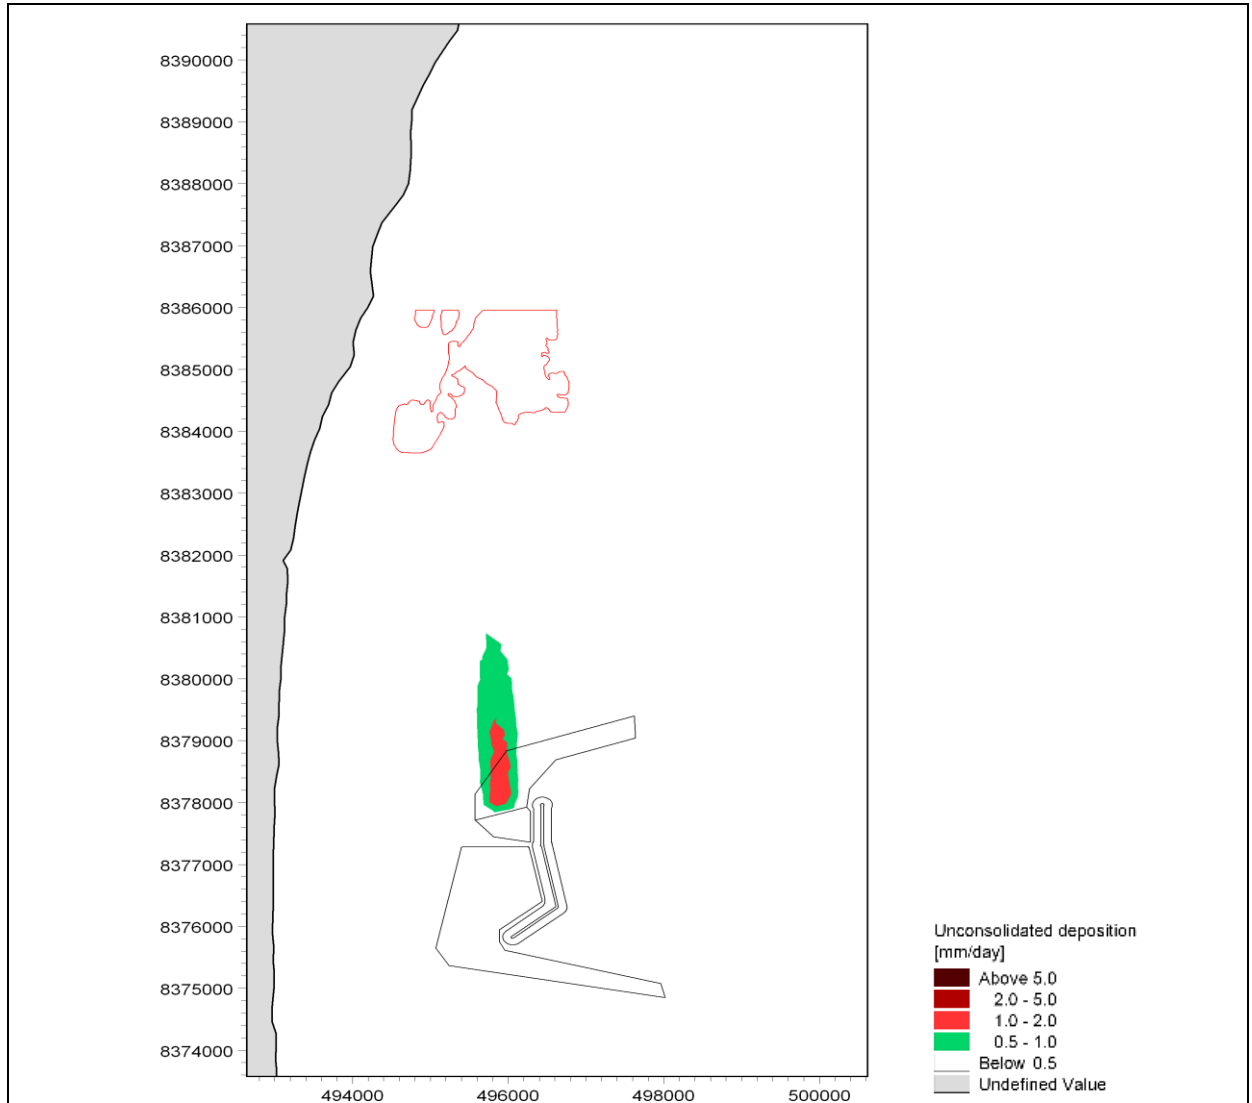 8390000
8389000
8388000
8387000
8386000
8385000
8384000
8383000
8382000
8381000
8380000
8379000
8378000
8377000
8376000
8375000
8374000
494000 496000 498000 500000
Unconsolidated deposition
[mm/day]
Above 5.0
2.0 - 5.0
1.0 - 2.0
0.5 - 1.0
Below 0.5
Undefined Value